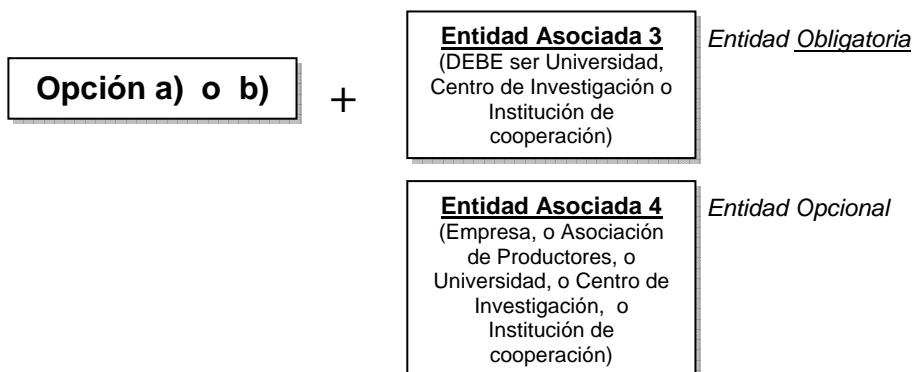 Opción a) o b)
+
Entidad Asociada 3
(DEBE ser Universidad,
Centro de Investigación o
Institución de
cooperación)
Entidad Obligatoria
Entidad Asociada 4
(Empresa, o Asociación
de Productores, o
Universidad, o Centro de
Investigación, o
Institución de
cooperación)
Entidad Opcional